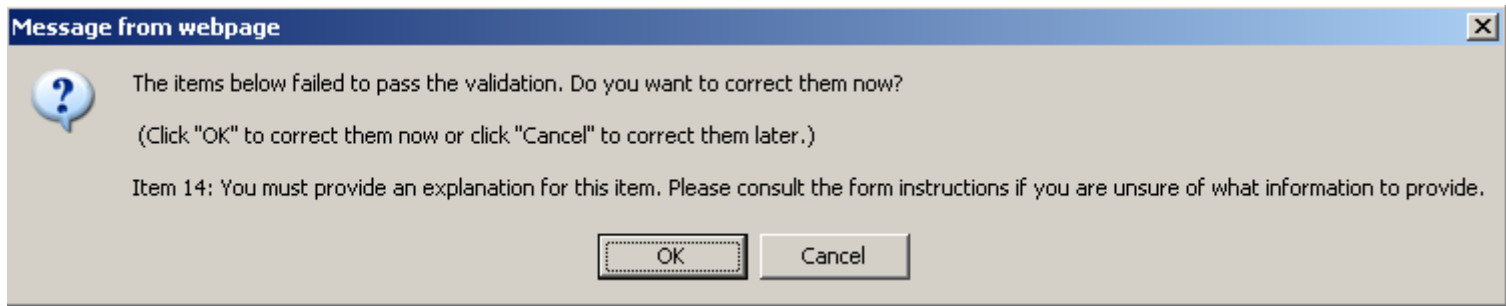 Message from webpage
The items below failed to pass the validation. Do you want to correct them now?
(Click "OK" to correct them now or click "Cancel" to correct them later.)
Item 14: You must provide an explanation for this item. Please consult the form instructions if you are unsure of what information to provide.
OK
Cancel